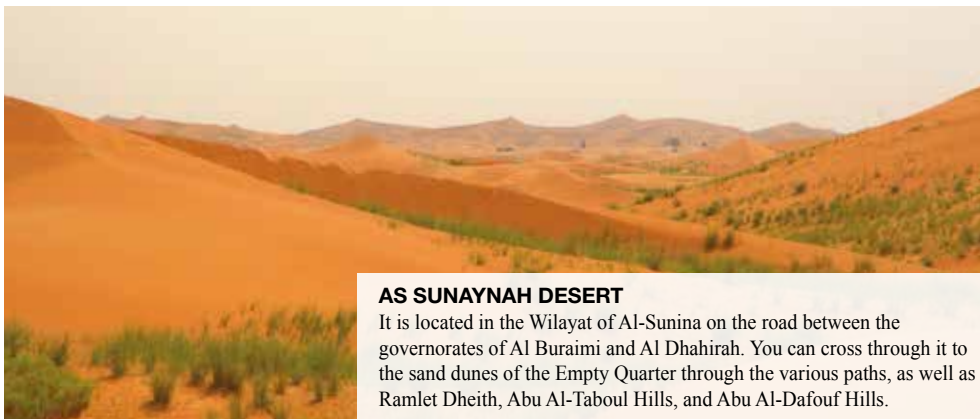 AS SUNAYNAH DESERT
It is located in the Wilayat of Al-Sunina on the road between the
governorates of Al Buraimi and Al Dhahirah. You can cross through it to
the sand dunes of the Empty Quarter through the various paths, as well as
Ramlet Dheith, Abu Al-Taboul Hills, and Abu Al-Dafouf Hills.